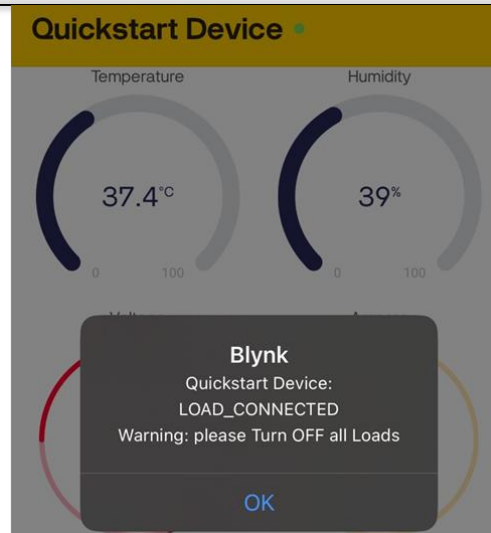 Quickstart Device
Temperature Humidity
37.4°C 39%
0 100 0 100
Blynk
Quickstart Device:
LOAD_CONNECTED
Warning: please Turn OFF all Loads
OK